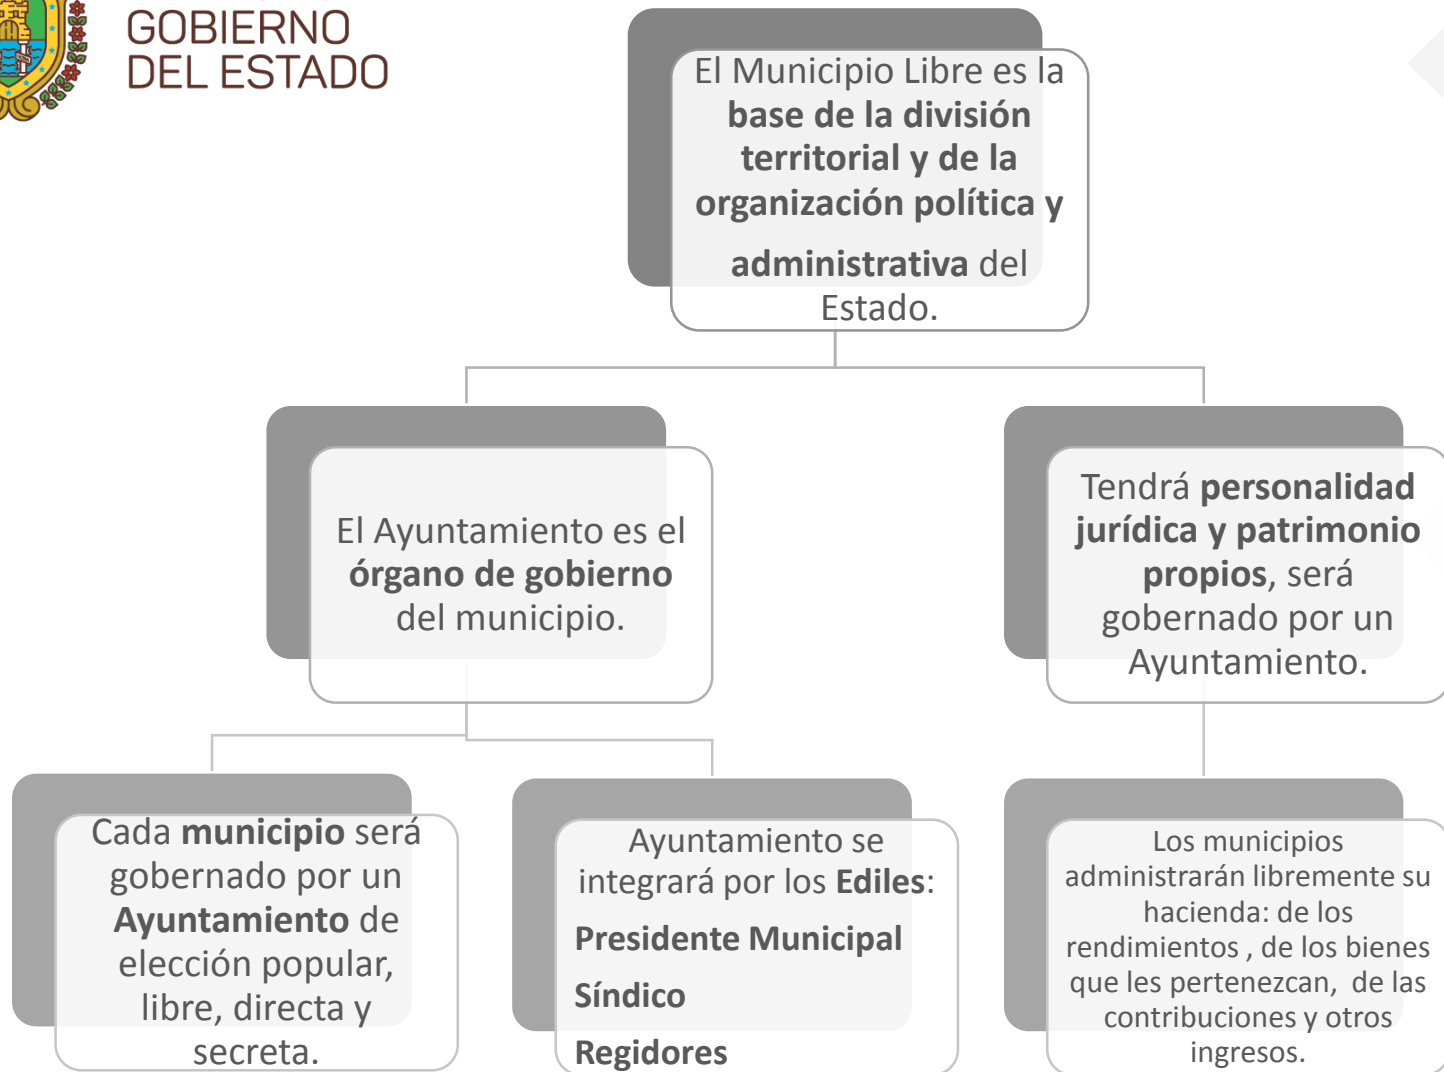 GOBIERNO
DEL ESTADO
El Municipio Libre es la
base de la división
territorial y de la
organización política y
administrativa del
Estado.
El Ayuntamiento es el
órgano de gobierno
del municipio.
Tendrá personalidad
jurídica y patrimonio
propios, será
gobernado por un
Ayuntamiento.
Cada municipio será
gobernado por un
Ayuntamiento de
elección popular,
libre, directa y
secreta.
Ayuntamiento se
integrará por los Ediles:
Presidente Municipal
Síndico
Regidores
Los municipios
administrarán libremente su
hacienda: de los
rendimientos , de los bienes
que les pertenezcan, de las
contribuciones y otros
ingresos.